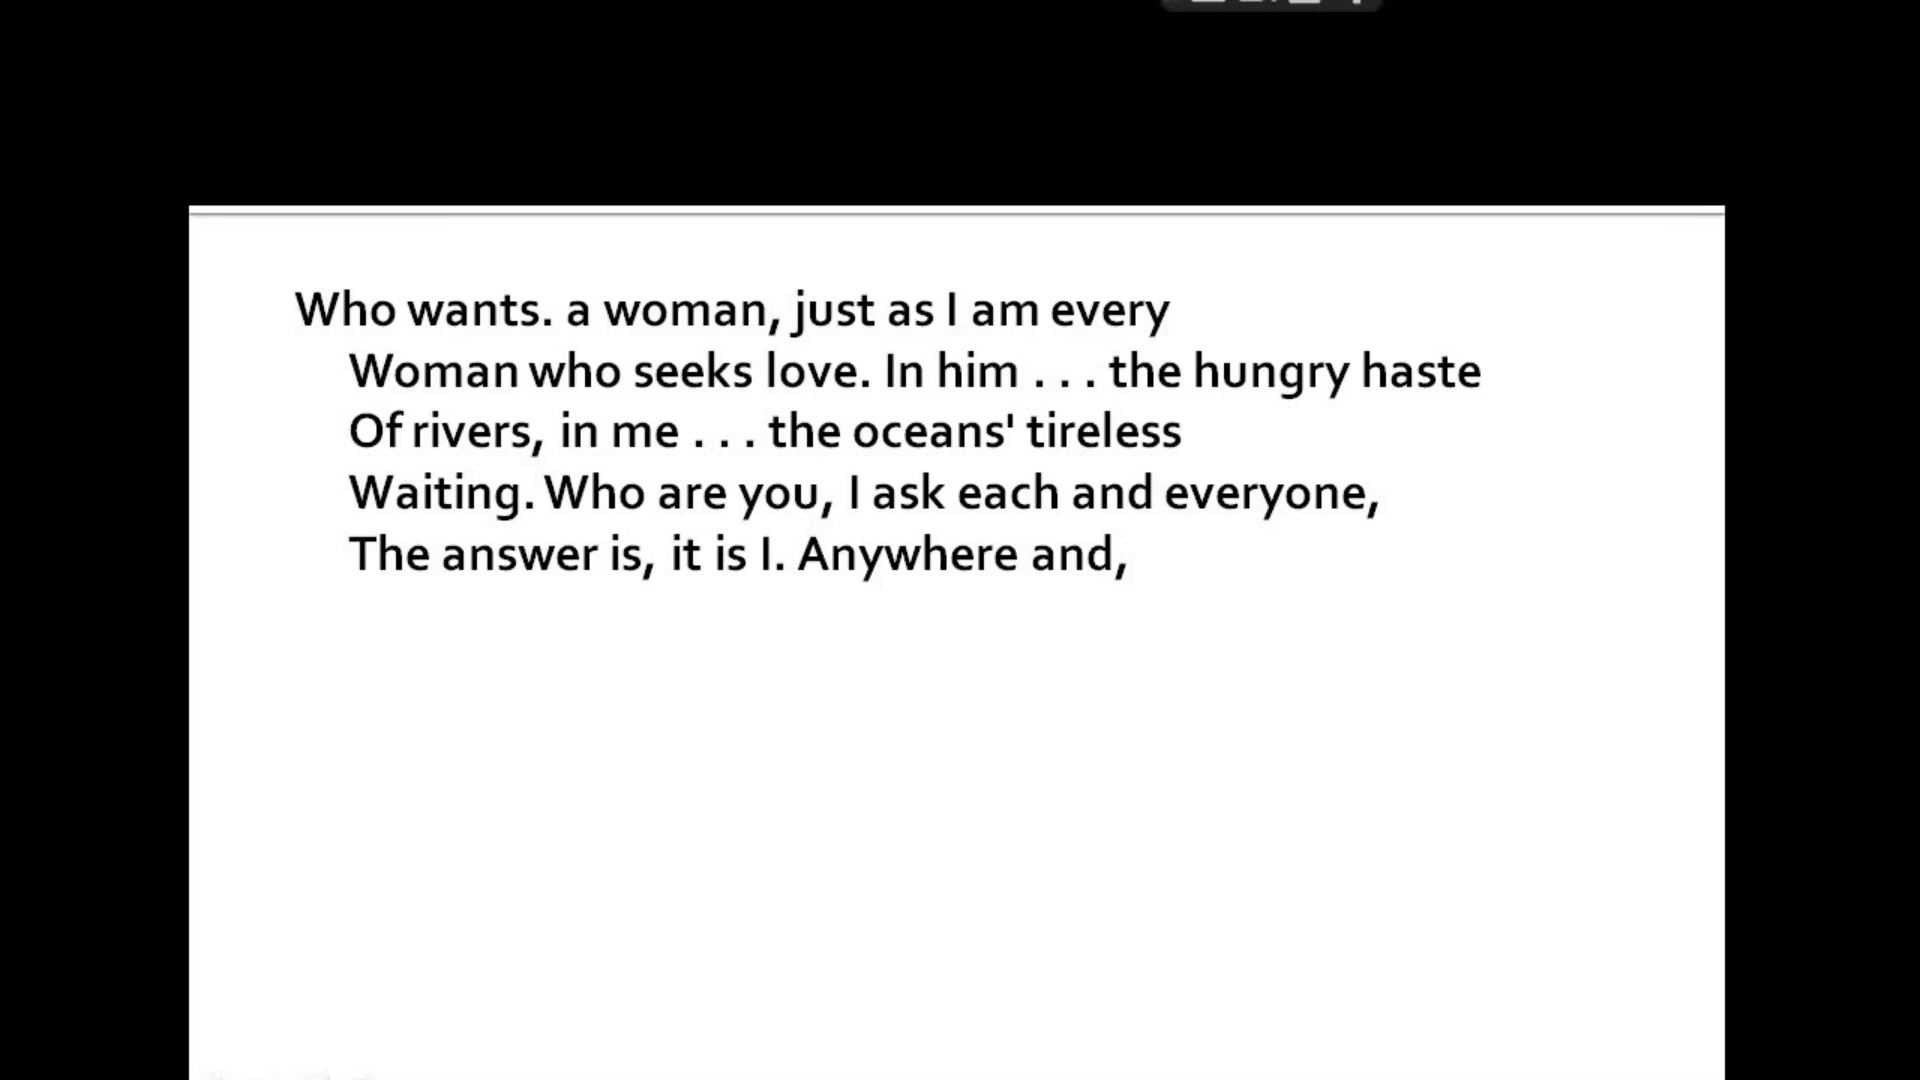 Who wants. a woman, just as I am every
Woman who seeks love. In him . . . the hungry haste
Of rivers, in me . . . the oceans' tireless
Waiting. Who are you, I ask each and everyone,
The answer is, it is I. Anywhere and,